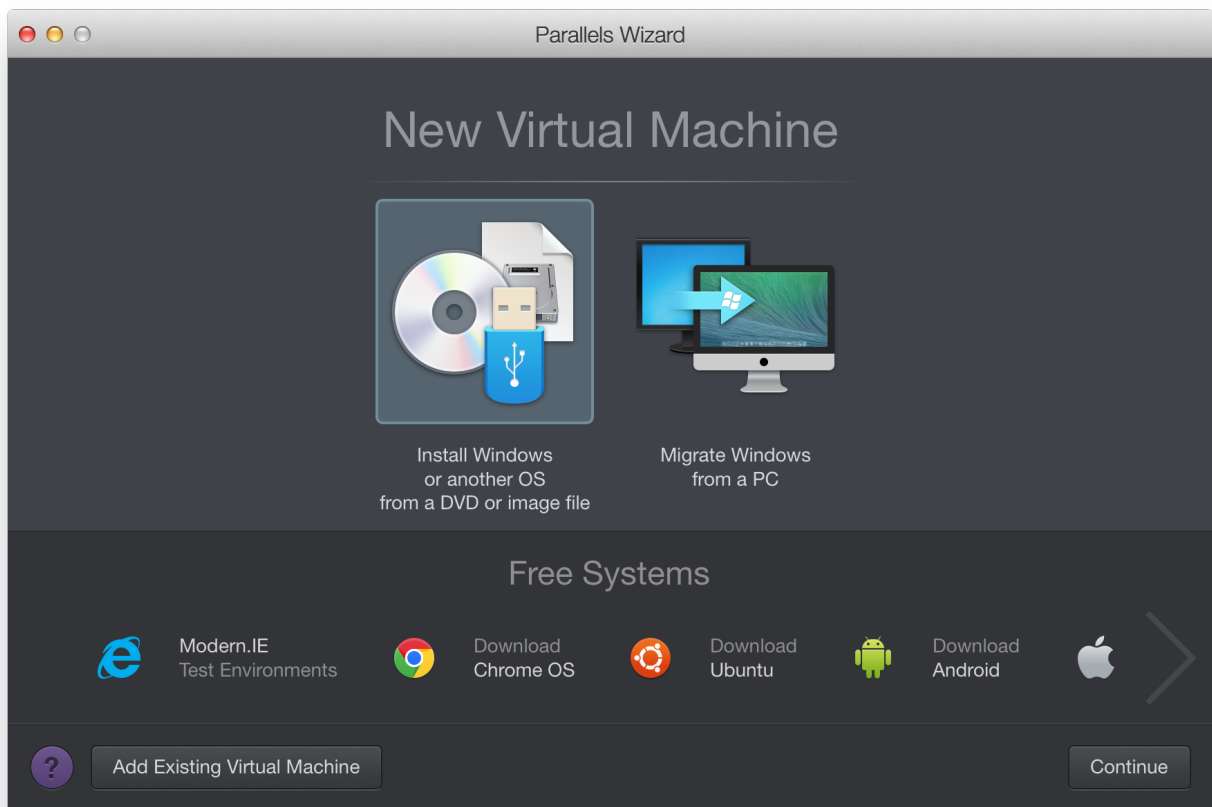 Parallels Wizard
New Virtual Machine
Install Windows
or another OS
from a DVD or image file
Migrate Windows
from a PC
Free Systems
Modern.IE
Test Environments
Download
Chrome OS
Download
Ubuntu
Download
Android
?
Add Existing Virtual Machine
Continue